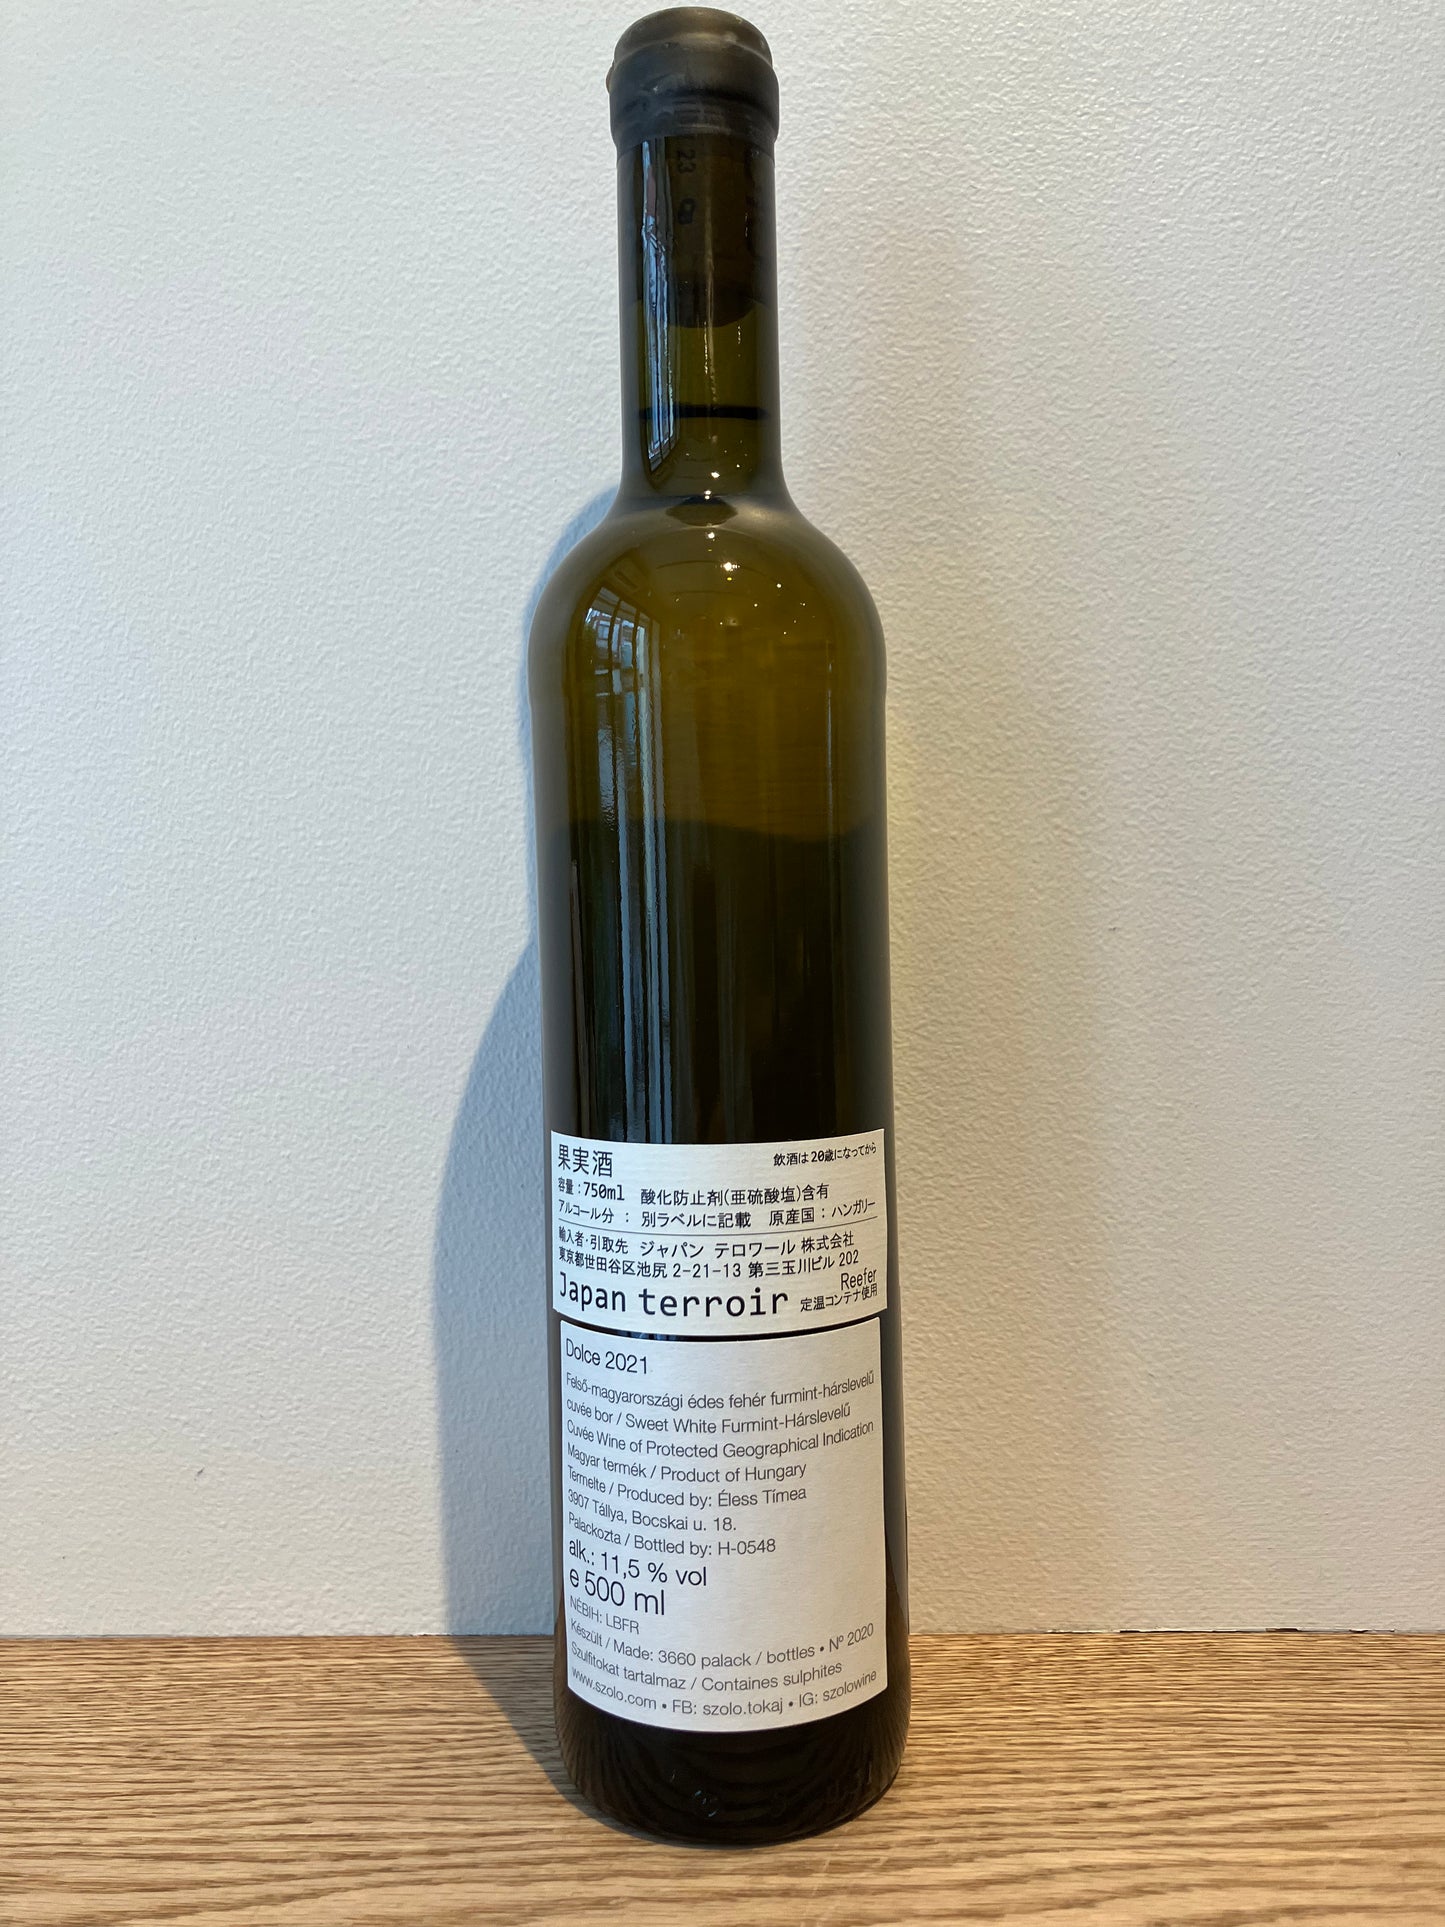 23
果実酒 飲酒は20歳になってから
容量:750ml 酸化防止剤(亜硫酸塩)含有
アルコール分 : 別ラベルに記載 原産国:ハンガリー
輸入者・引取先 ジャパン テロワール 株式会社
東京都世田谷区池尻 2-21-13 第三玉川ビル 202
Japan terroir Reefer
定温コンテナ使用
Dolce 2021
Felső-magyarországi édes fehér furmint-hárslevelű
cuvée bor / Sweet White Furmint-Hárslevelű
Cuvée Wine of Protected Geographical Indication
Magyar termék / Product of Hungary
Termelte / Produced by: Éless Tímea
3907 Tállya, Bocskai u. 18.
Palackozta / Bottled by: H-0548
alk.: 11,5 % vol
e 500 ml
NÉBIH: LBFR
Készült / Made: 3660 palack / bottles • Nº 2020
Szulfitokat tartalmaz / Containes sulphites
www.szolo.com • FB: szolo.tokaj • IG: szolowine